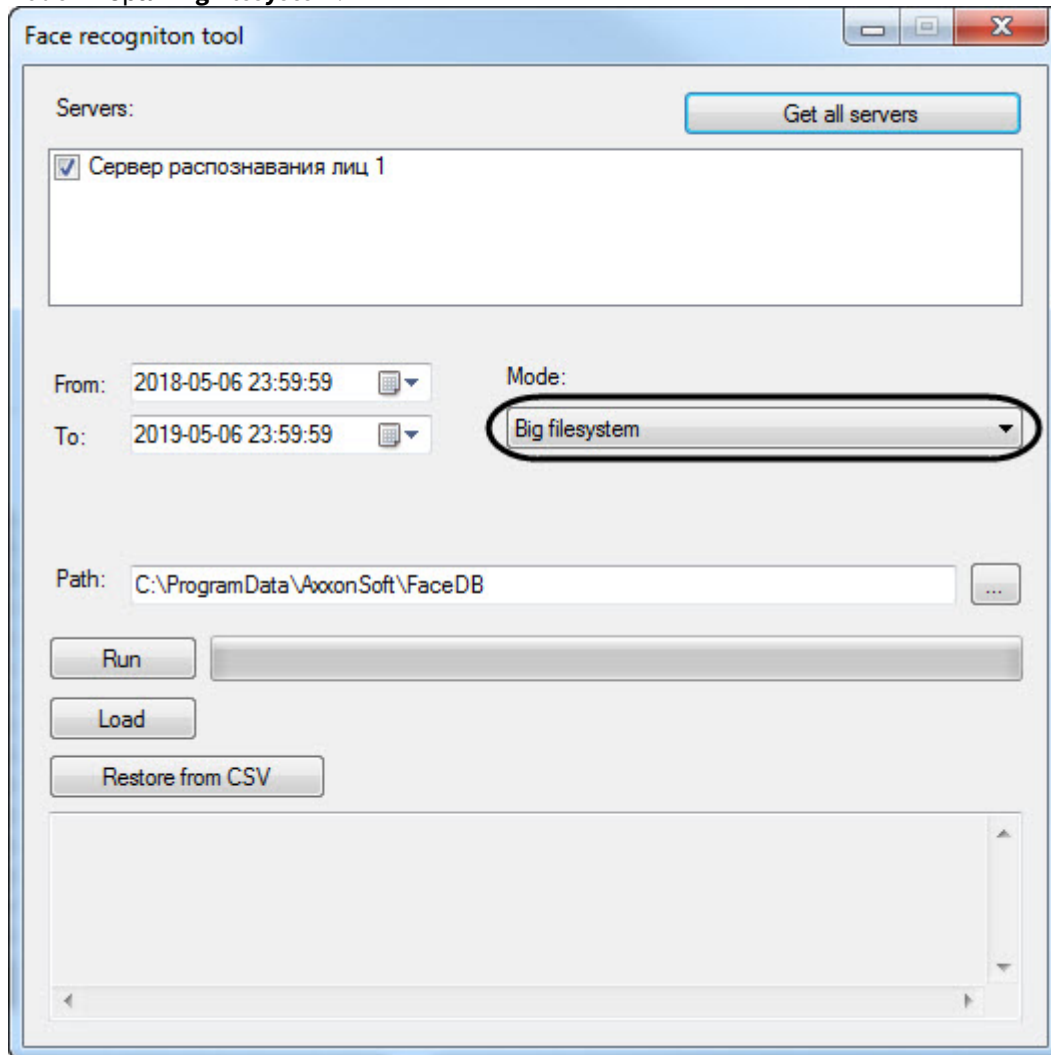 Face recogniton tool
Servers:
Get all servers
Сервер распознавания лиц 1
From: 2018-05-06 23:59:59
Mode:
To: 2019-05-06 23:59:59
Big filesystem
Path: C:\ProgramData\AxxonSoft\FaceDB
...
Run
Load
Restore from CSV